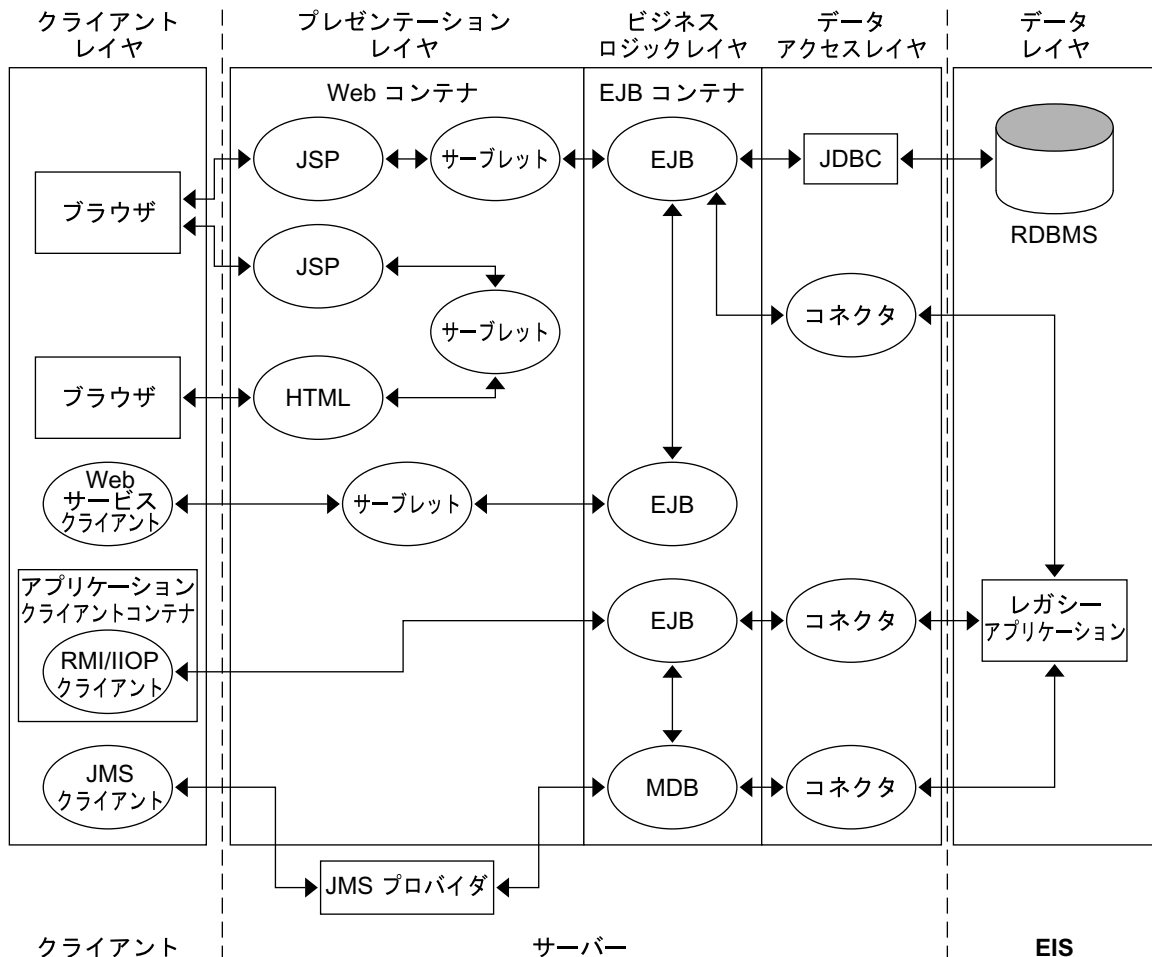 クライアント
レイヤ
プレゼンテーション
レイヤ
ビジネス
ロジックレイヤ
データ
アクセスレイヤ
データ
レイヤ
Web コンテナ
EJB コンテナ
JSP
サーブレット
EJB
JDBC
ブラウザ
RDBMS
JSP
サーブレット
コネクタ
ブラウザ
HTML
Web
サービス
クライアント
サーブレット
EJB
アプリケーション
クライアントコンテナ
RMI/IIOP
クライアント
EJB
コネクタ
レガシー
アプリケーション
JMS
クライアント
MDB
コネクタ
JMS プロバイダ
クライアント
サーバー
EIS